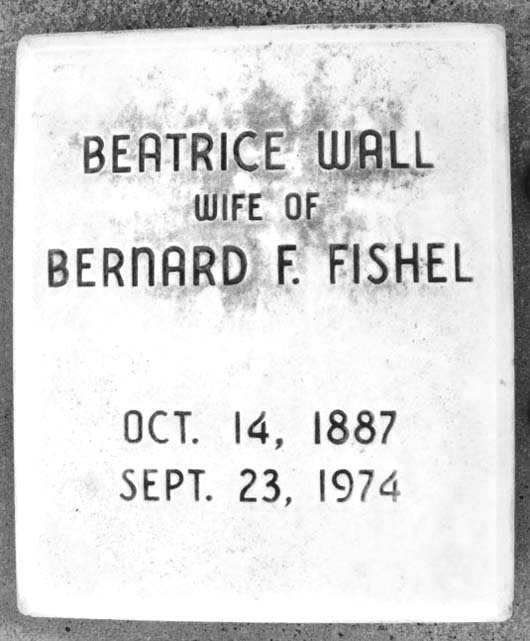 BEATRICE WALL
WIFE OF
BERNARD F. FISHEL
OCT. 14, 1887
SEPT. 23, 1974